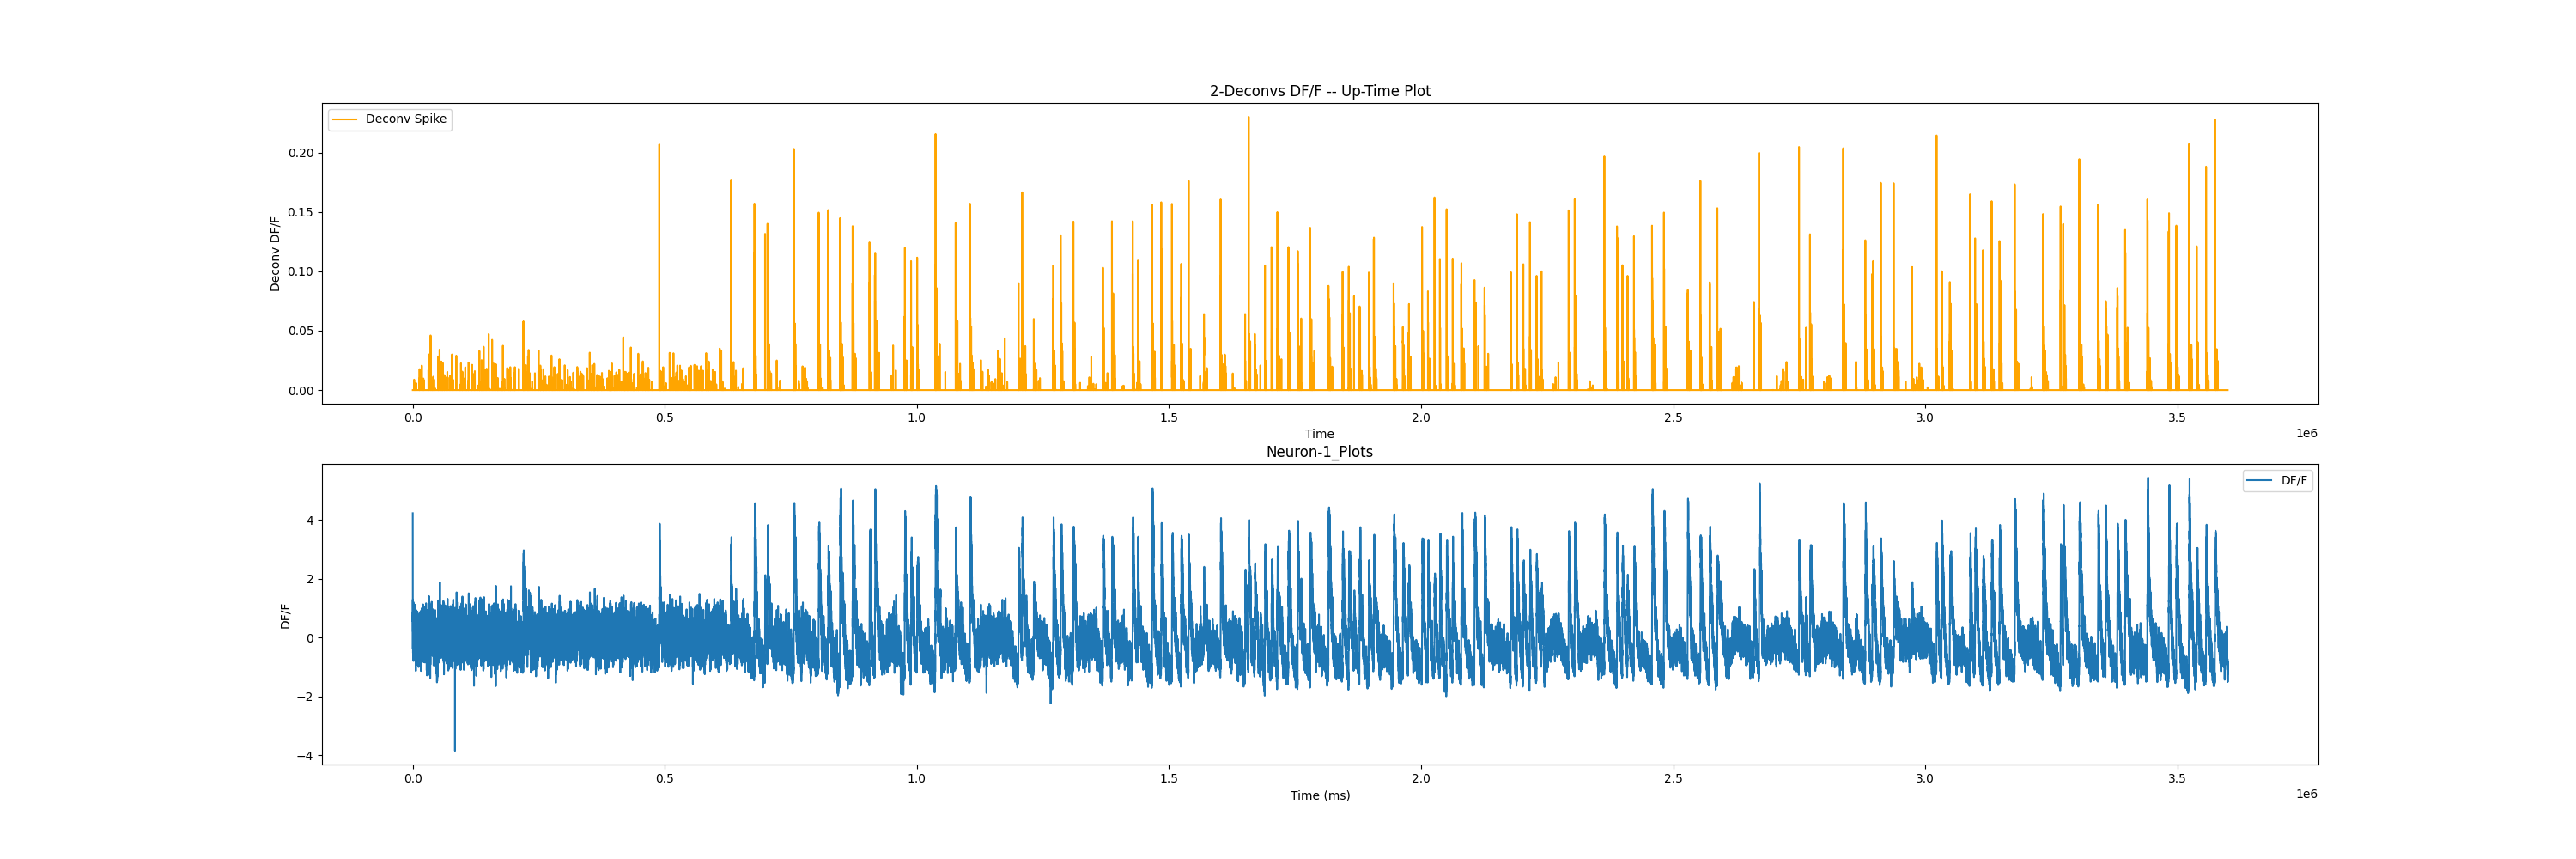 2-Deconvs DF/F -- Up-Time Plot
Deconv Spike
Deconv DF/F
0.20
0.15
0.10
0.05
0.00
0.0 0.5 1.0 1.5 2.0 2.5 3.0 3.5
Time
1e6
Neuron-1_Plots
DF/F
DF/F
4
2
0
−2
−4
0.0 0.5 1.0 1.5 2.0 2.5 3.0 3.5
Time (ms)
1e6